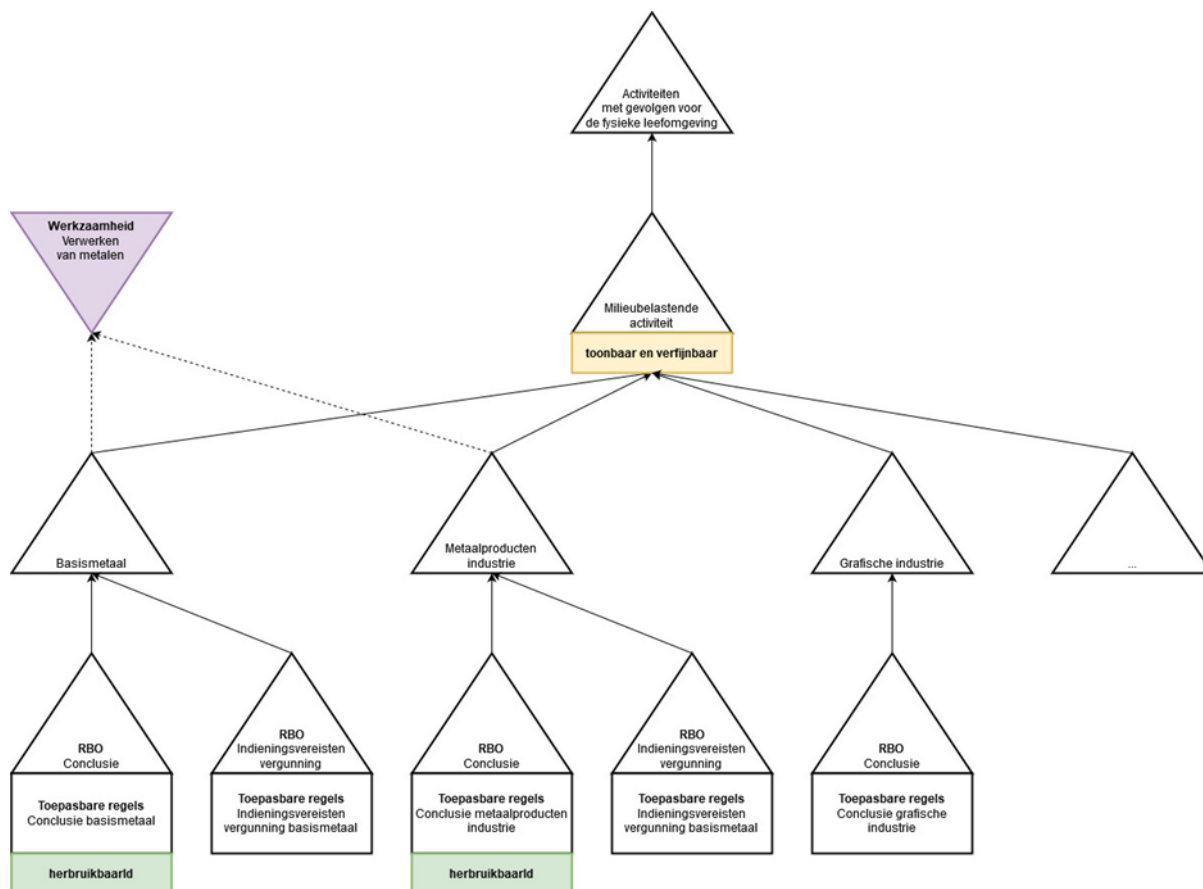 Activiteiten
met gevolgen voor
de fysieke leefomgeving
Werkzaamheid
Verwerken
van metalen
Milieubelastende
activiteit
toonbaar en verfijnbaar
Basismetaal
Metaalproducten
industrie
Grafische industrie
...
RBO
Conclusie
RBO
Indieningsvereisten
vergunning
RBO
Conclusie
RBO
Indieningsvereisten
vergunning
RBO
Conclusie
Toepasbare regels
Conclusie basismetaal
Toepasbare regels
Indieningsvereisten
vergunning basismetaal
Toepasbare regels
Conclusie metaalproducten
industrie
Toepasbare regels
Indieningsvereisten
vergunning basismetaal
Toepasbare regels
Conclusie grafische
industrie
herbruikbaarId
herbruikbaarId